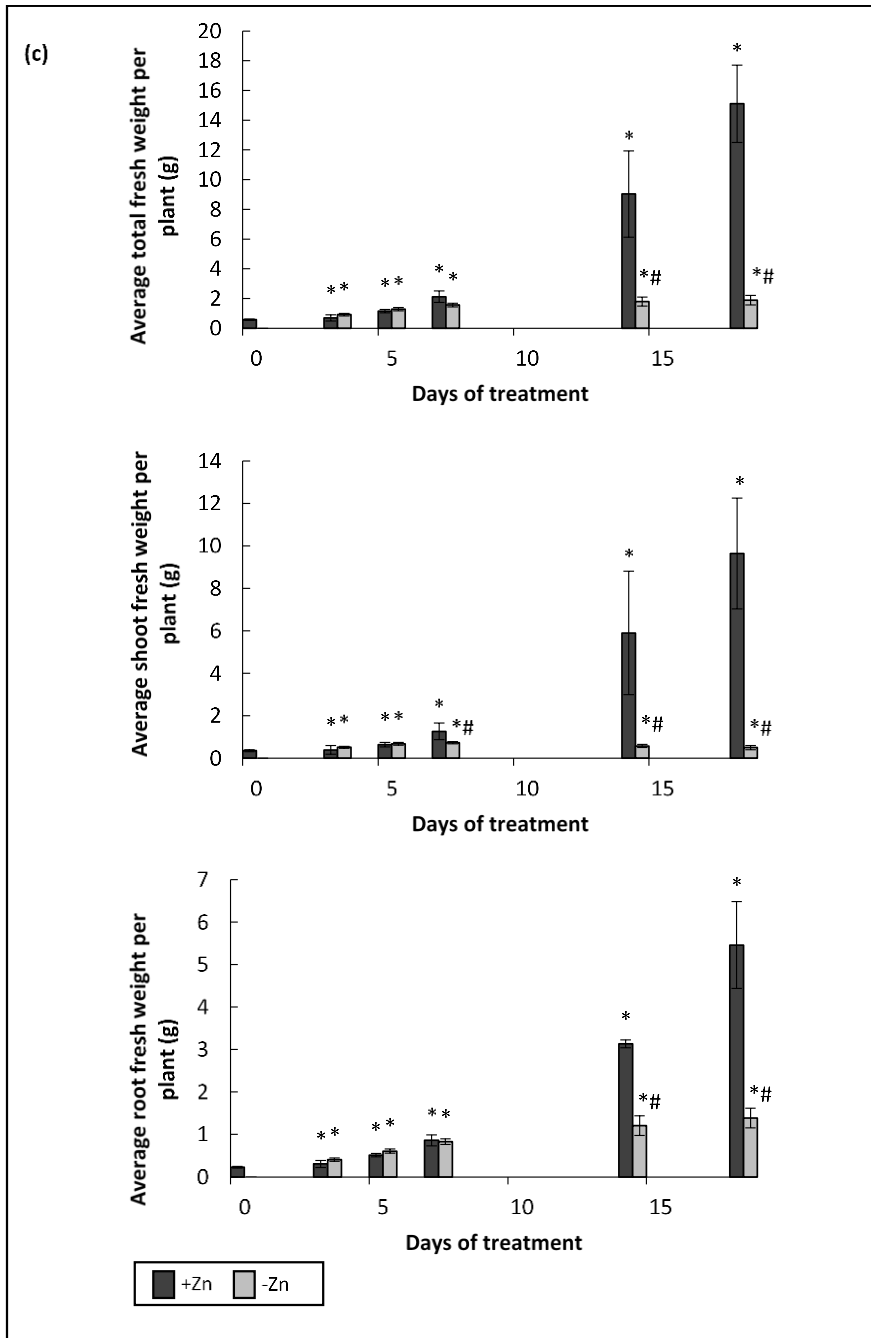 (c)
Average total fresh weight per
plant (g)
20
18
16
14
12
10
8
6
4
2
0
* * * * * * * *# * *#
0 5 10 15
Days of treatment
Average shoot fresh weight per
plant (g)
14
12
10
8
6
4
2
0
* * * * * *# * *# * *#
0 5 10 15
Days of treatment
Average root fresh weight per
plant (g)
7
6
5
4
3
2
1
0
* * * * * * * *# * *#
0 5 10 15
Days of treatment
+Zn -Zn